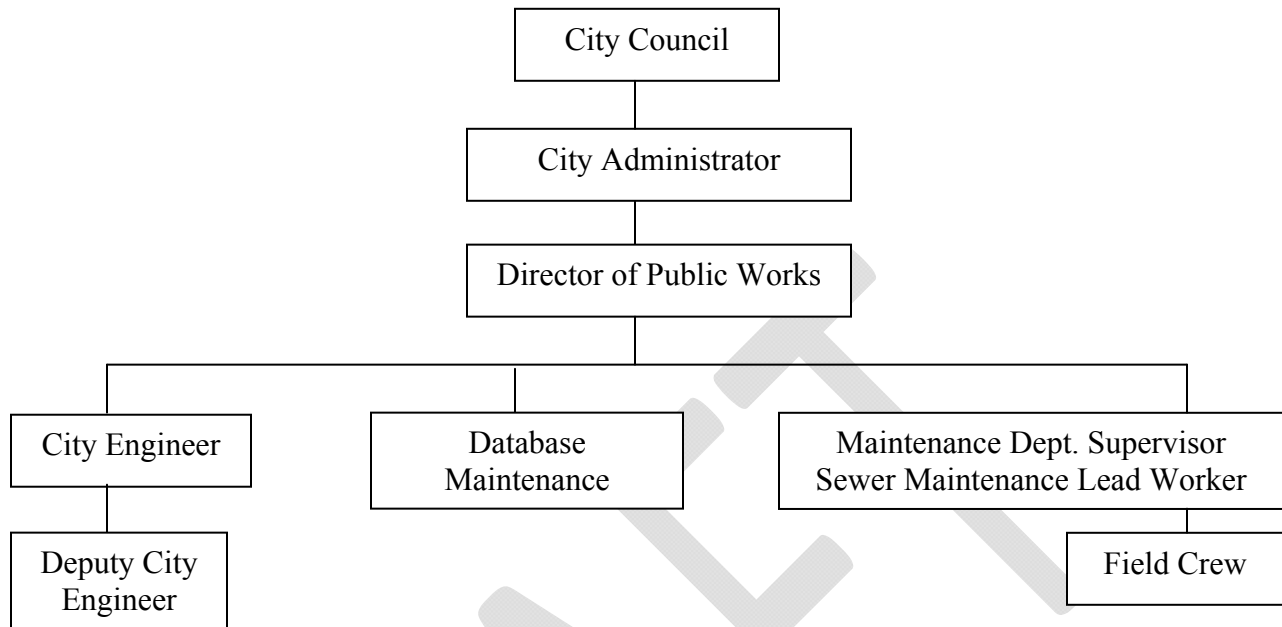 City Council
City Administrator
Director of Public Works
City Engineer
Database
Maintenance
Maintenance Dept. Supervisor
Sewer Maintenance Lead Worker
Deputy City
Engineer
Field Crew